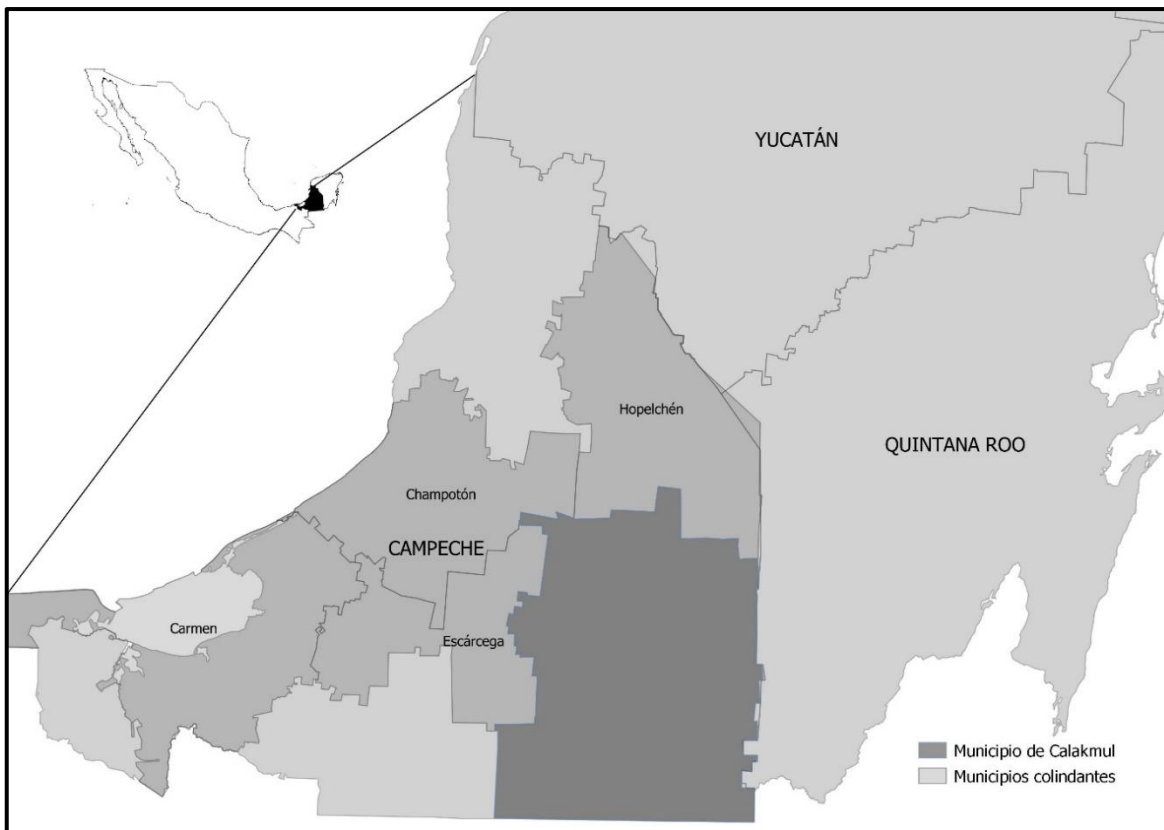 YUCATÁN
Hopelchén
QUINTANA ROO
Champotón
CAMPECHE
Carmen
Escárcega
Municipio de Calakmul
Municipios colindantes